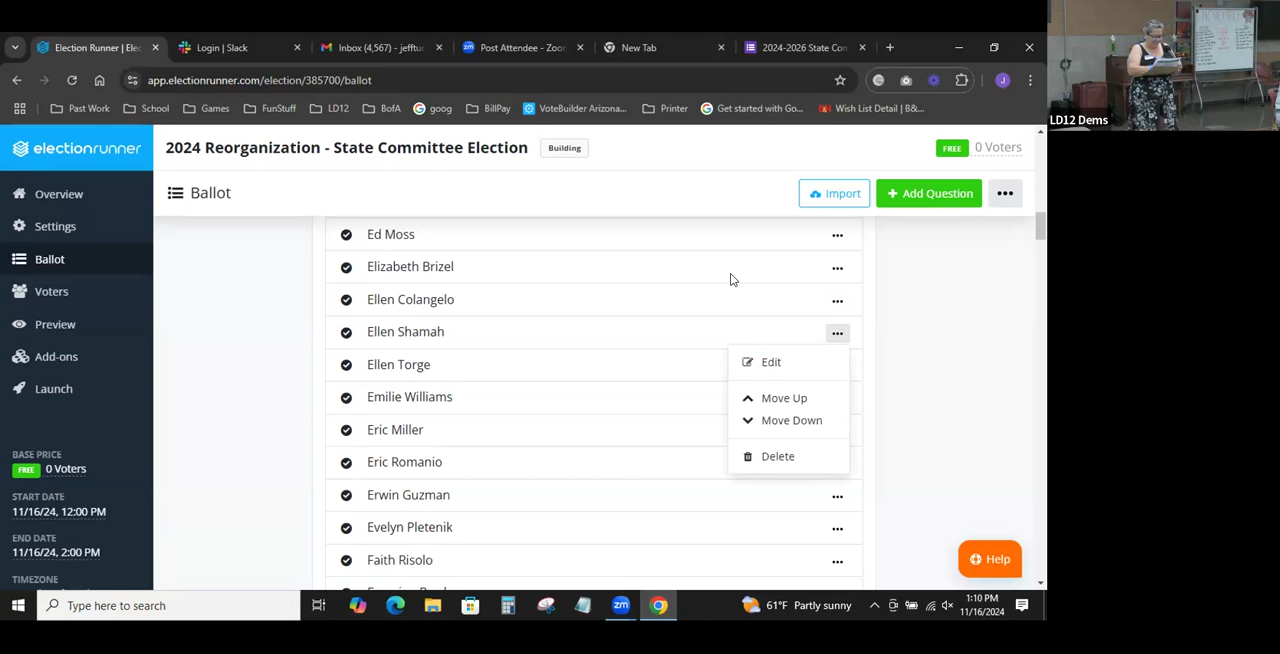 Election Runner | Elec
Login | Slack
Inbox (4,567) - jefftuc
Post Attendee - Zoo
New Tab
2024-2026 State Com
app.electionrunner.com/election/385700/ballot
J
Past Work
School
Games
FunStuff
LD12
BofA
goog
BillPay
VoteBuilder Arizona...
Printer
Get started with Go...
Wish List Detail | B&...
electionrunner
2024 Reorganization - State Committee Election
Building
FREE 0 Voters
Ballot
Import
Add Question
Overview
Settings
Ballot
Voters
Preview
Add-ons
Launch
BASE PRICE
FREE 0 Voters
START DATE
11/16/24, 12:00 PM
END DATE
11/16/24, 2:00 PM
TIMEZONE
Ed Moss
Elizabeth Brizel
Ellen Colangelo
Ellen Shamah
Ellen Torge
Emilie Williams
Eric Miller
Eric Romanio
Erwin Guzman
Evelyn Pletenik
Faith Risolo
Edit
Move Up
Move Down
Delete
Help
Type here to search
zm
61°F Partly sunny
1:10 PM
11/16/2024
LD12 Dems